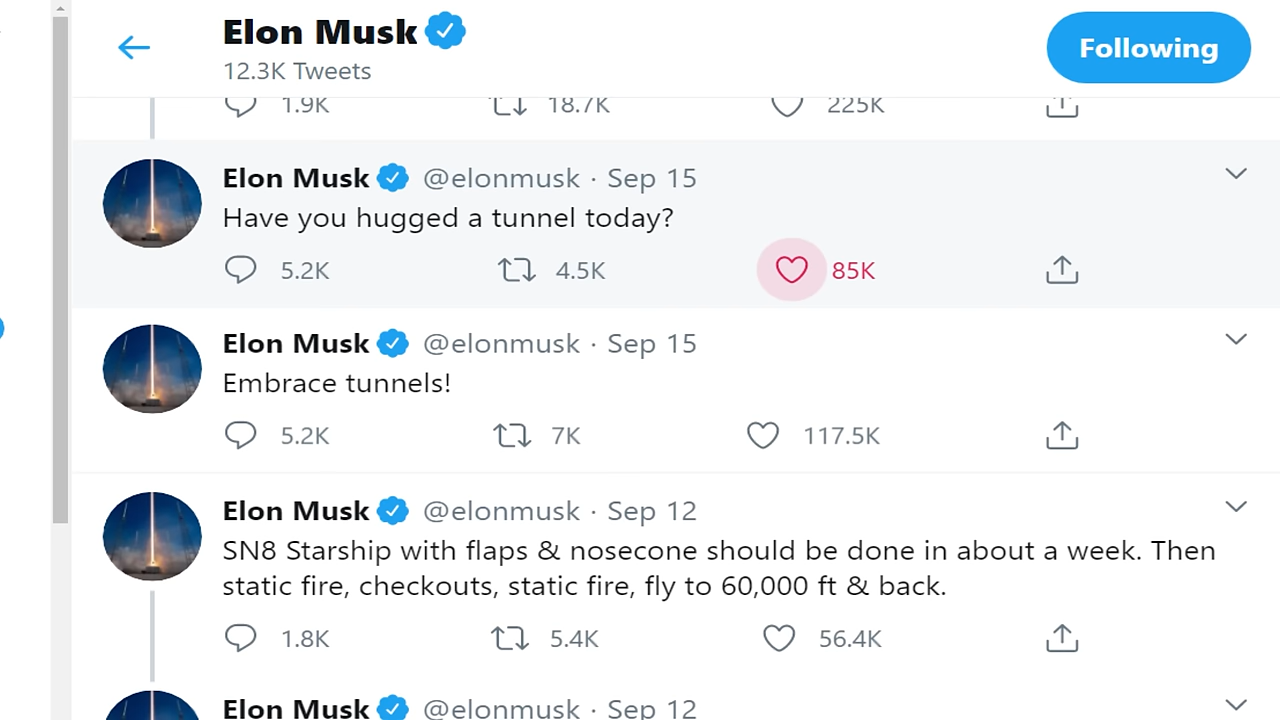 Elon Musk
12.3K Tweets
Following
1.9K 18.7K 225K
Elon Musk @elonmusk · Sep 15
Have you hugged a tunnel today?
5.2K 4.5K 85K
Elon Musk @elonmusk · Sep 15
Embrace tunnels!
5.2K 7K 117.5K
Elon Musk @elonmusk · Sep 12
SN8 Starship with flaps & nosecone should be done in about a week. Then
static fire, checkouts, static fire, fly to 60,000 ft & back.
1.8K 5.4K 56.4K
Elon Musk @elonmusk · Sep 12